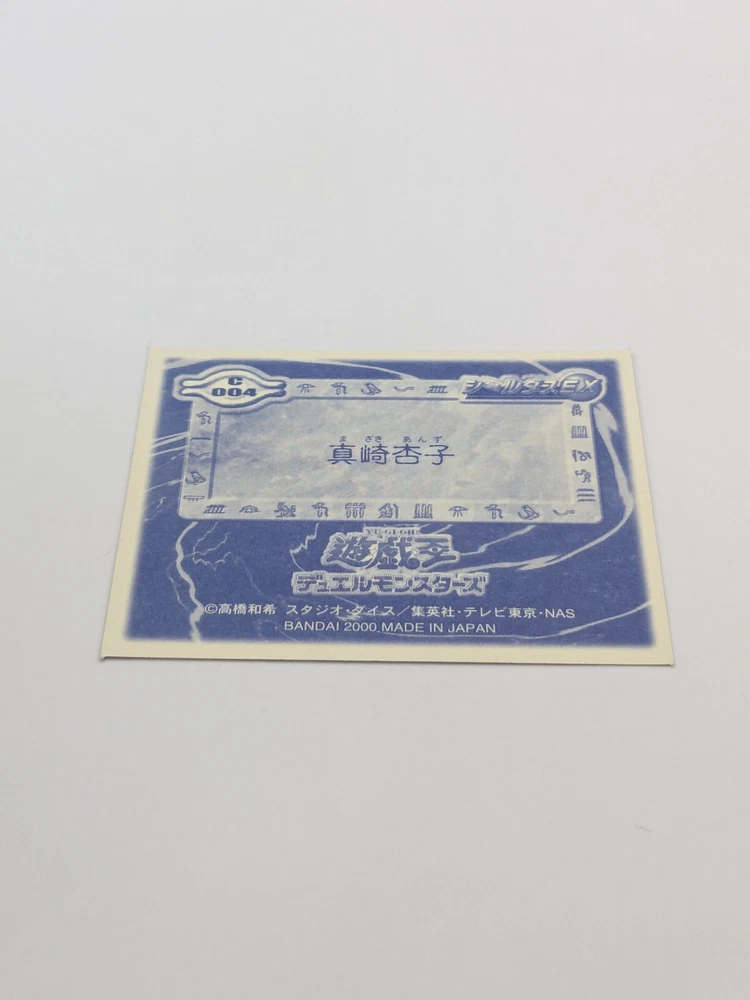 C
004
シールダスEX
まざき あんず
真崎杏子
YU-GI-OH!
遊戯王
デュエルモンスターズ
©高橋和希 スタジオ・ダイス／集英社・テレビ東京・NAS
BANDAI 2000 MADE IN JAPAN